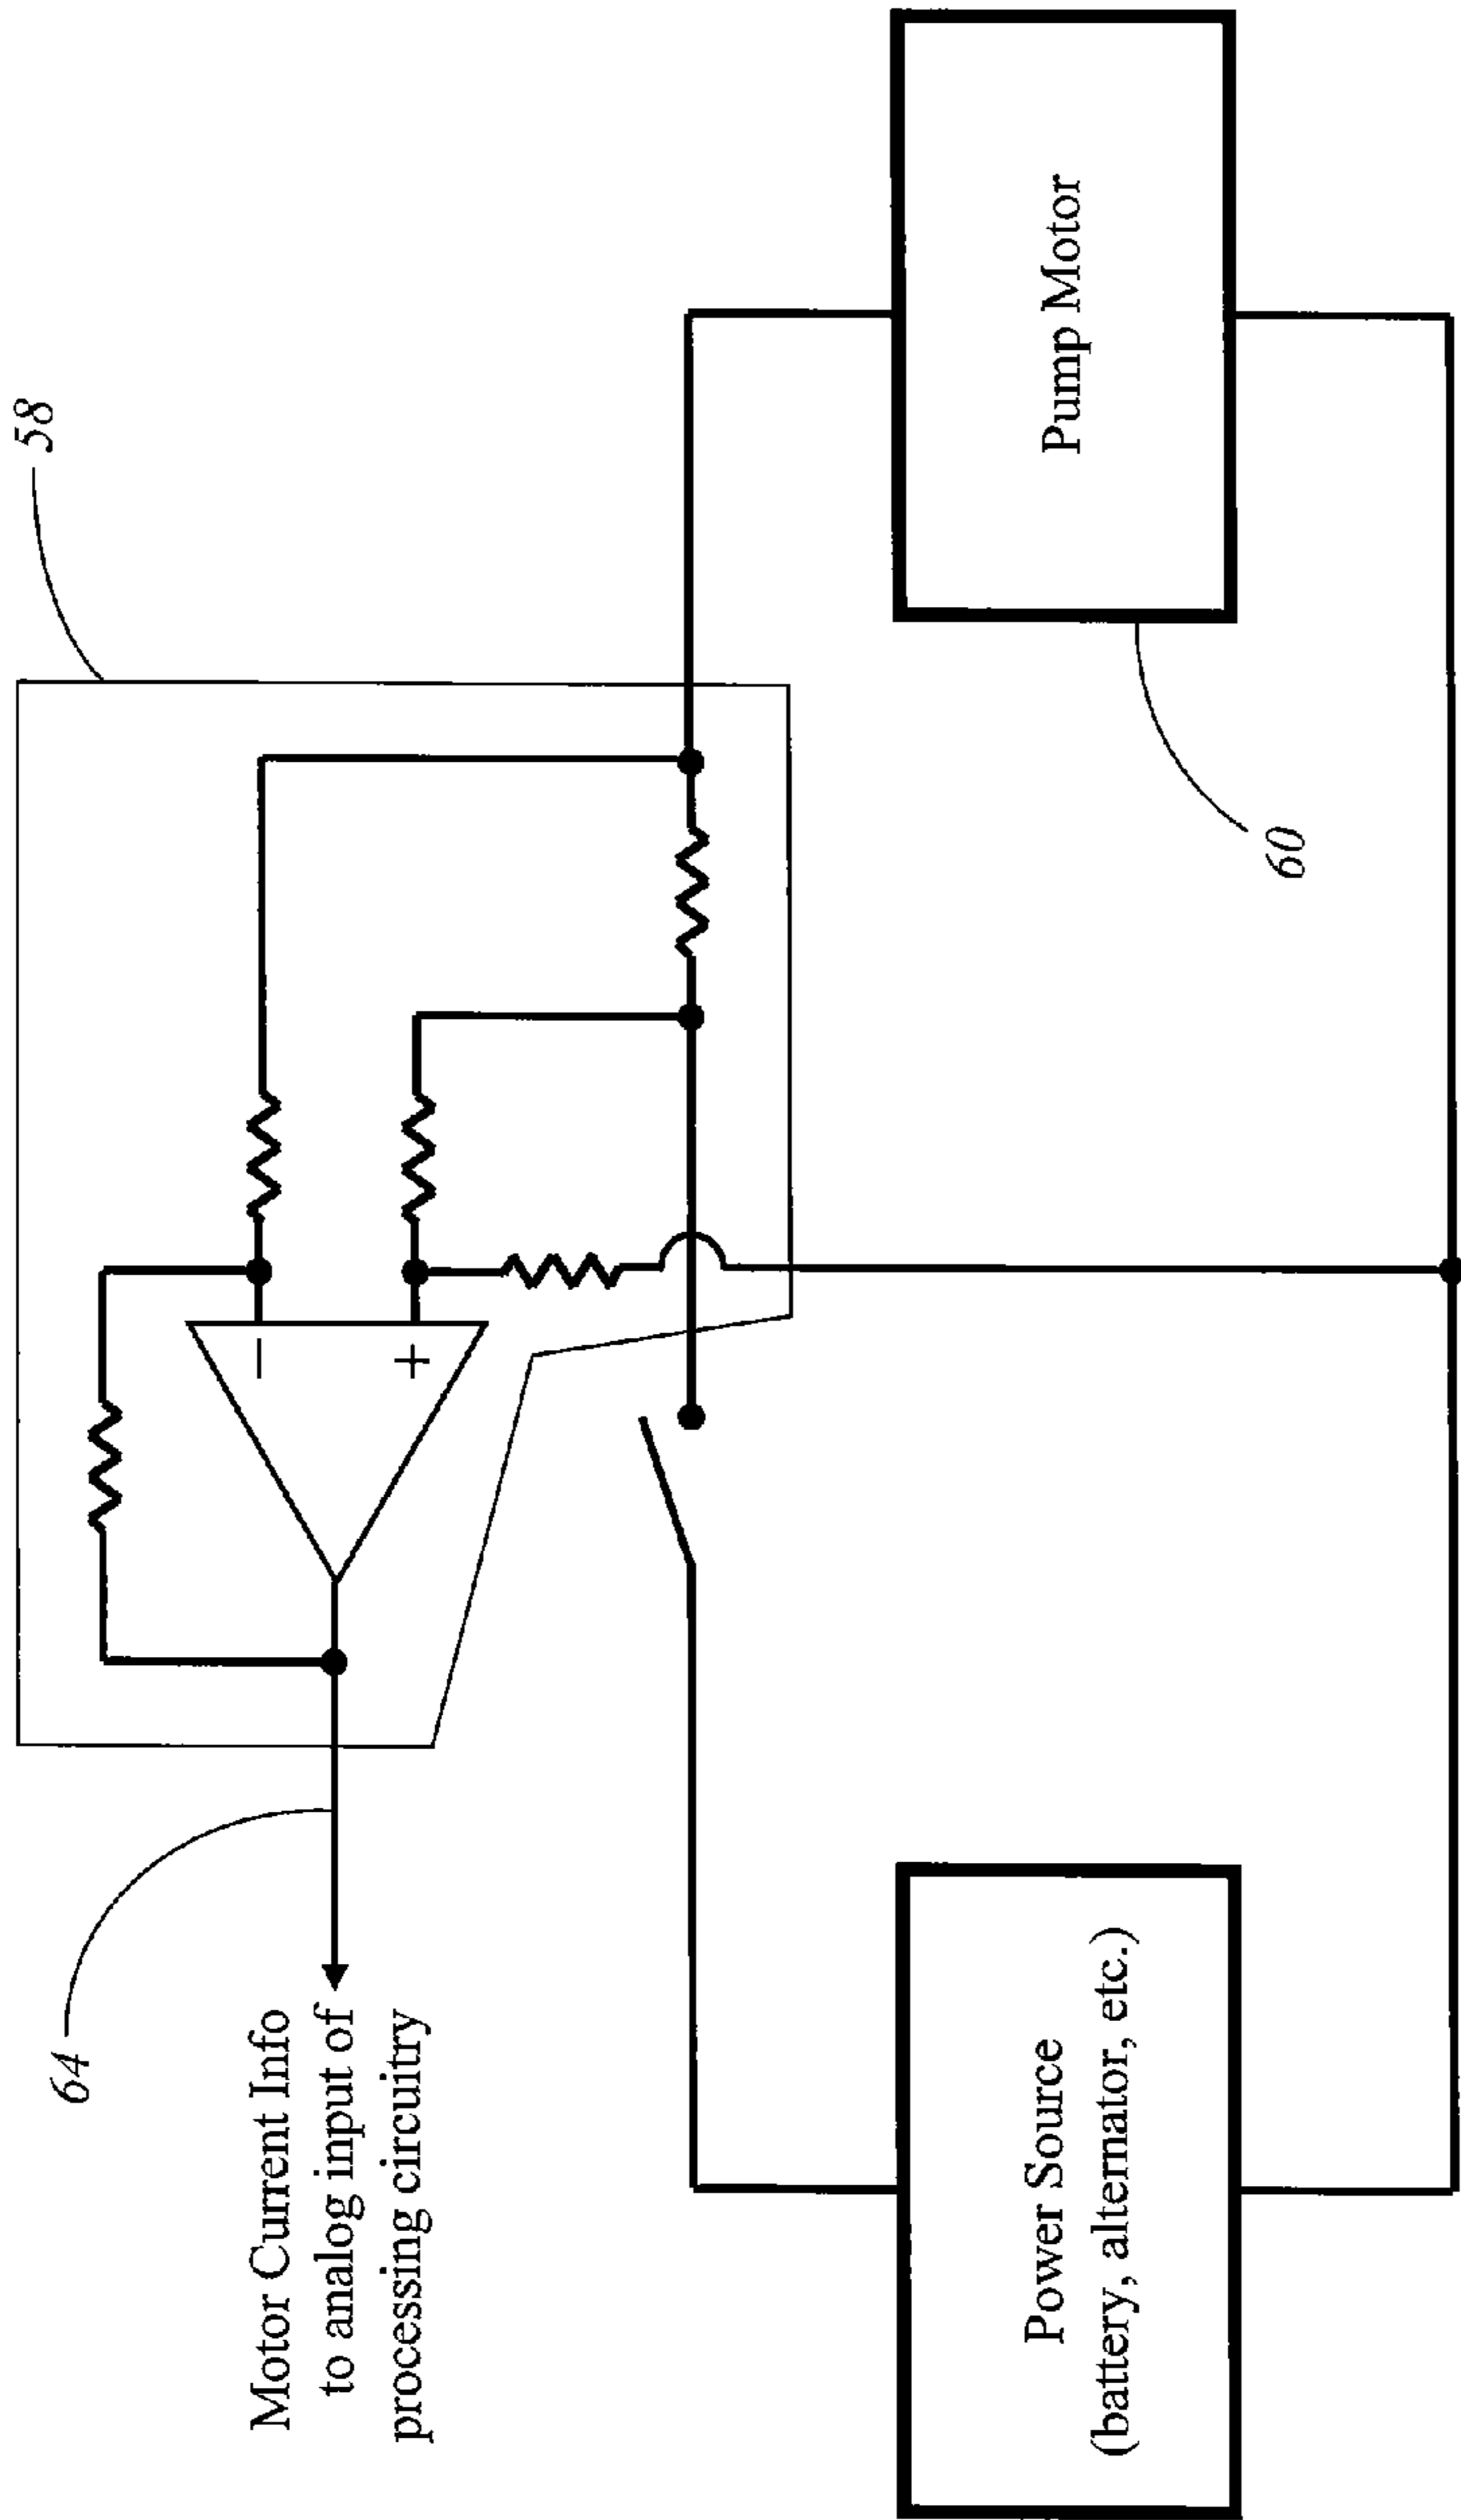 Motor Current Info
to analog input of
processing circuitry
64
58
−
+
Power Source
(battery, alternator, etc.)
Pump Motor
60